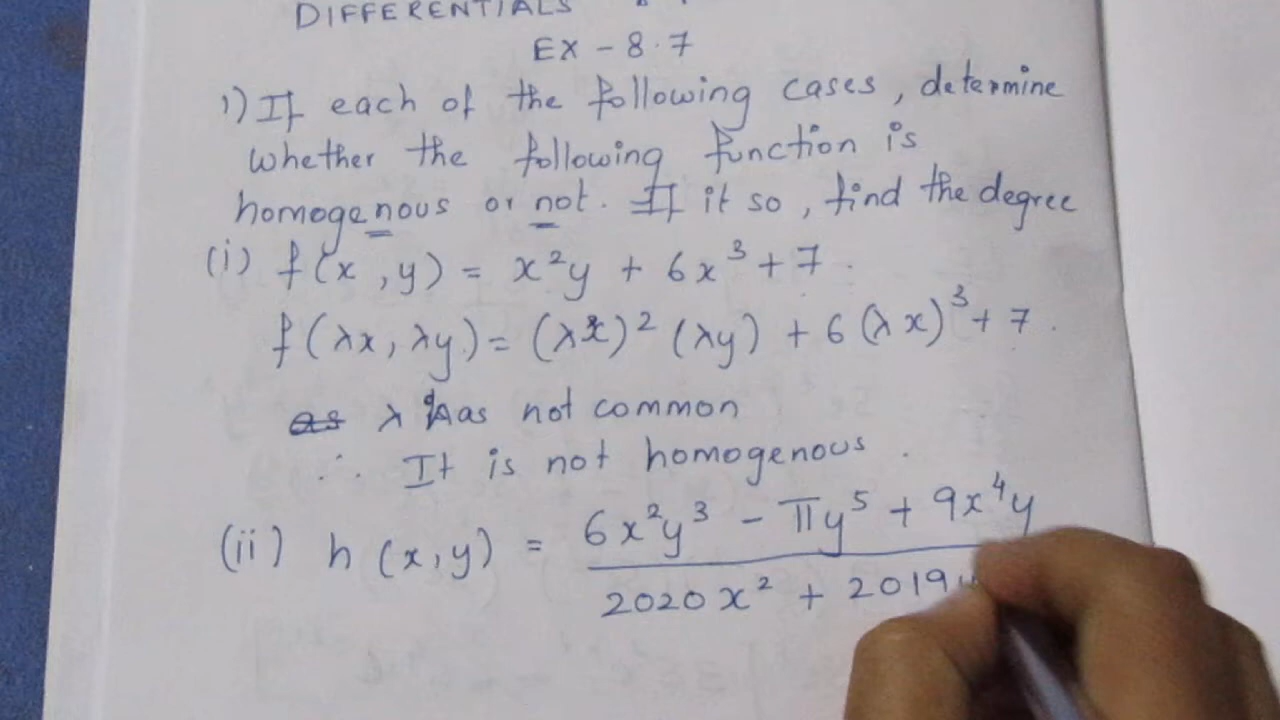 DIFFERENTIALS
EX - 8.7
1) If each of the following cases, determine
whether the following function is
homogenous or not. If it so, find the degree
(i) f(x, y) = x²y + 6x³ + 7.
f(λx, λy) = (λx)² (λy) + 6(λx)³ + 7.
λ has not common
∴ It is not homogenous.
(ii) h(x,y) = 6x²y³ - πy⁵ + 9x⁴y
2020x² + 2019